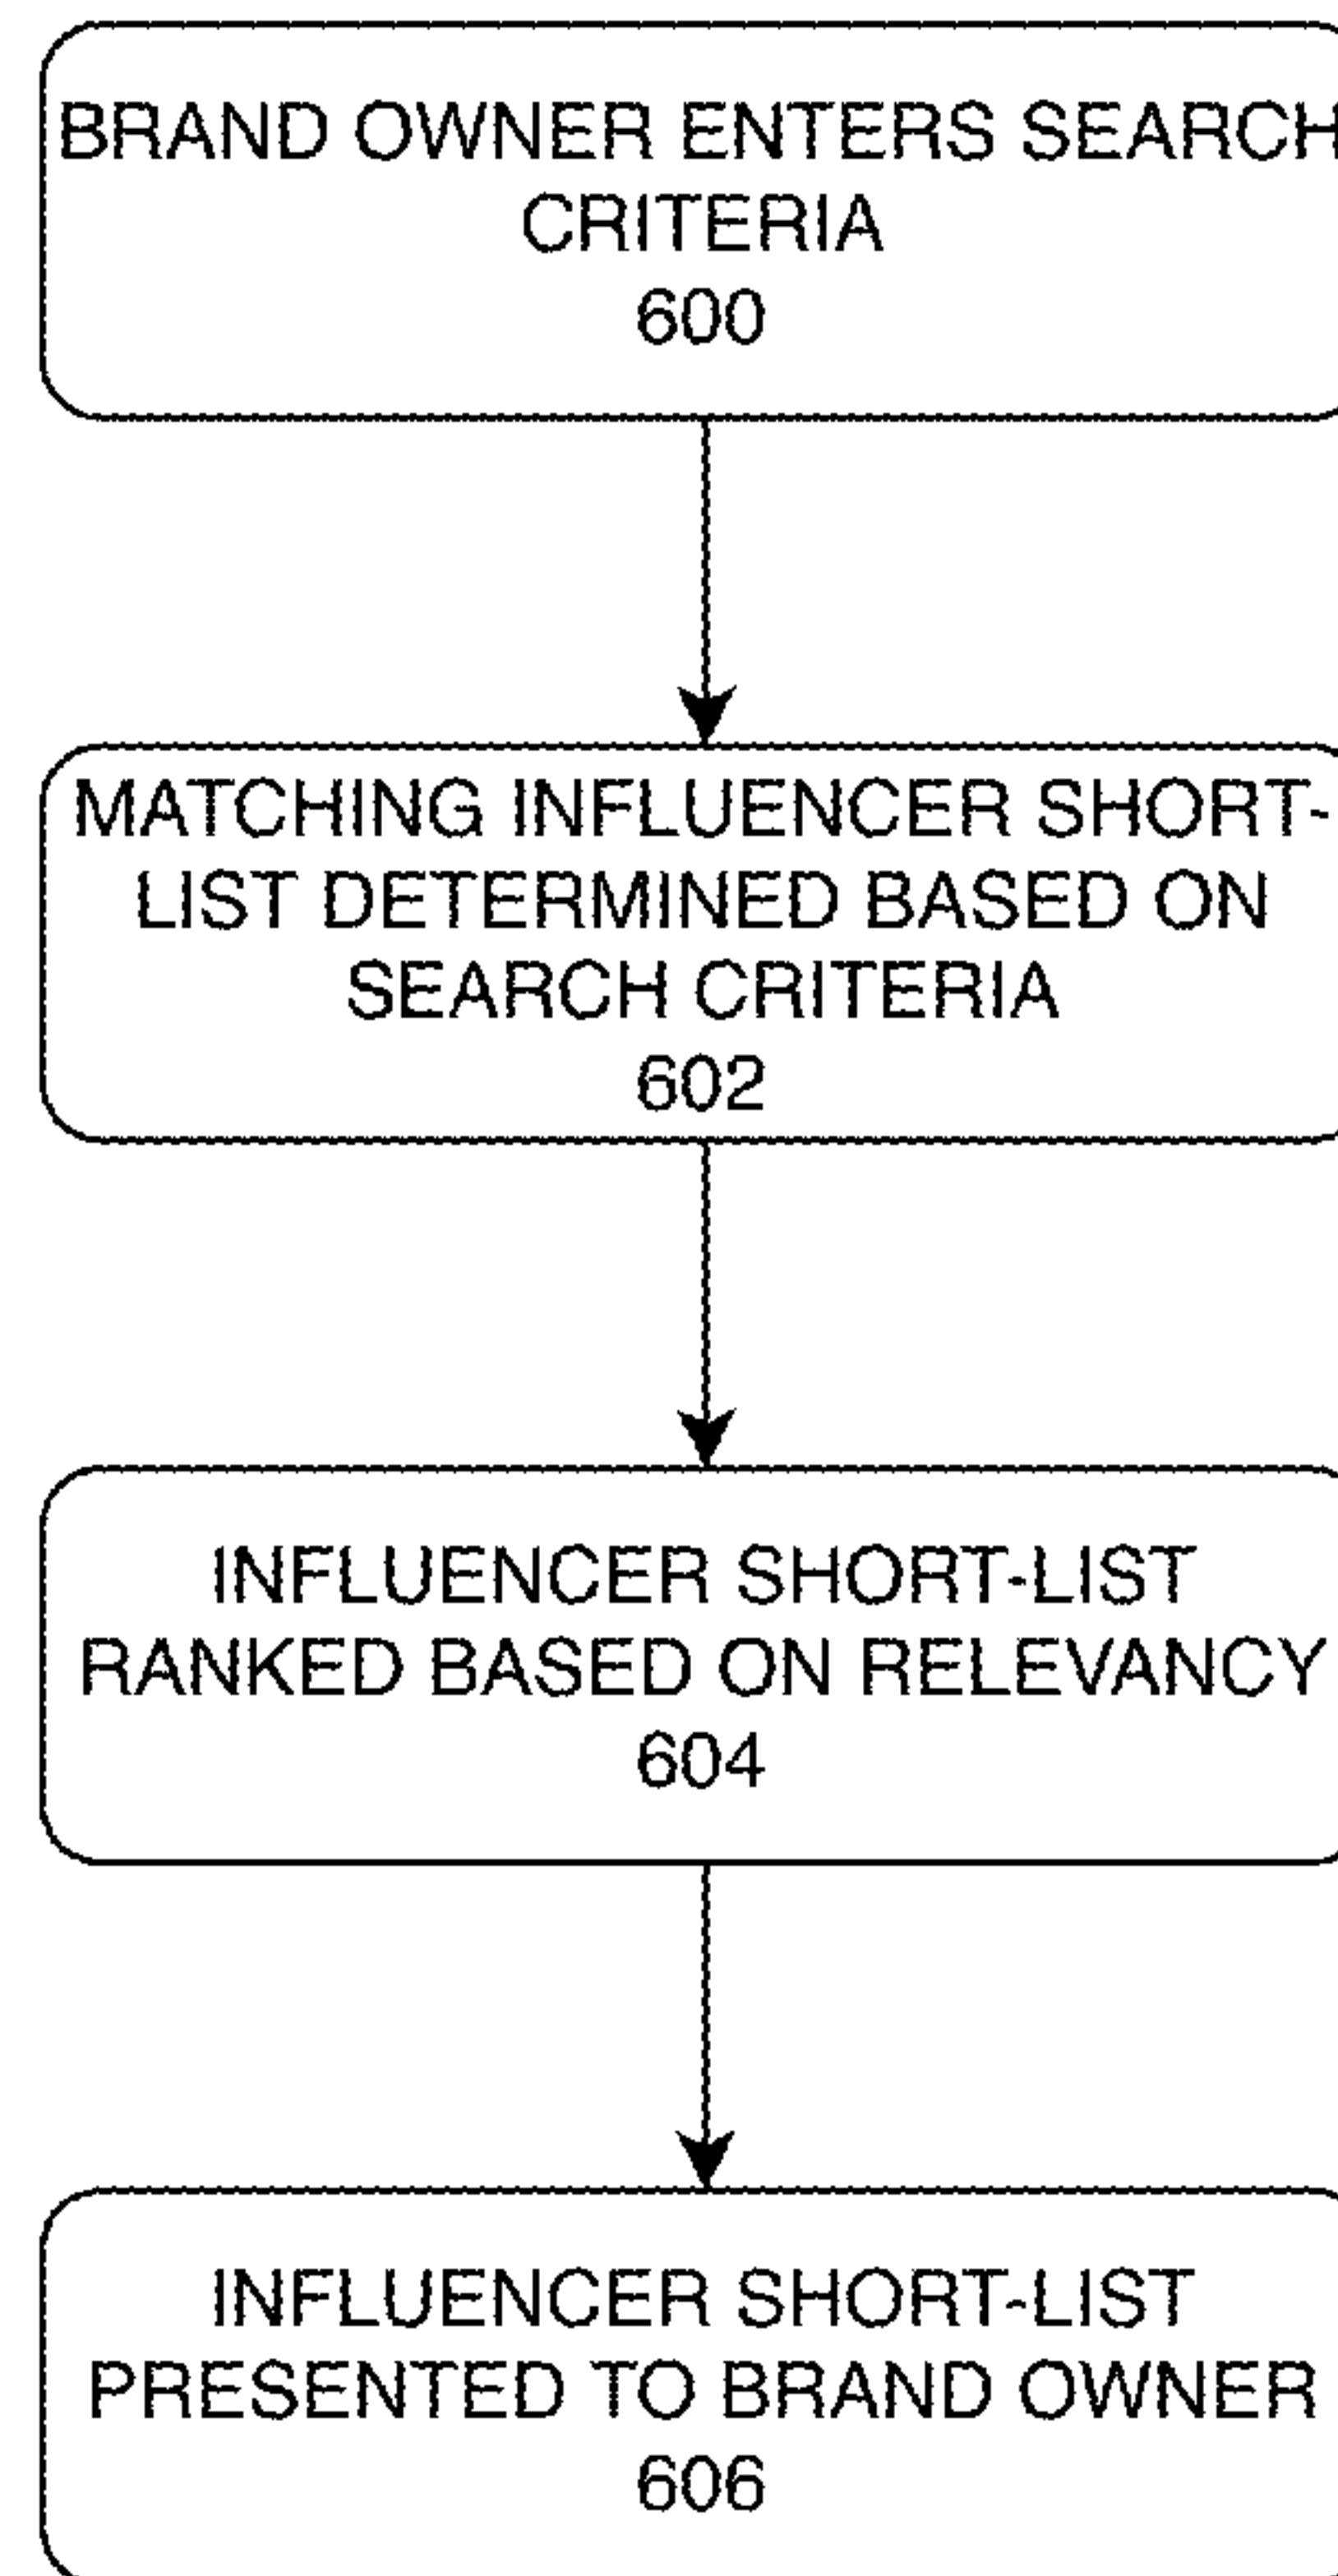 BRAND OWNER ENTERS SEARCH
CRITERIA
600
MATCHING INFLUENCER SHORT-
LIST DETERMINED BASED ON
SEARCH CRITERIA
602
INFLUENCER SHORT-LIST
RANKED BASED ON RELEVANCY
604
INFLUENCER SHORT-LIST
PRESENTED TO BRAND OWNER
606